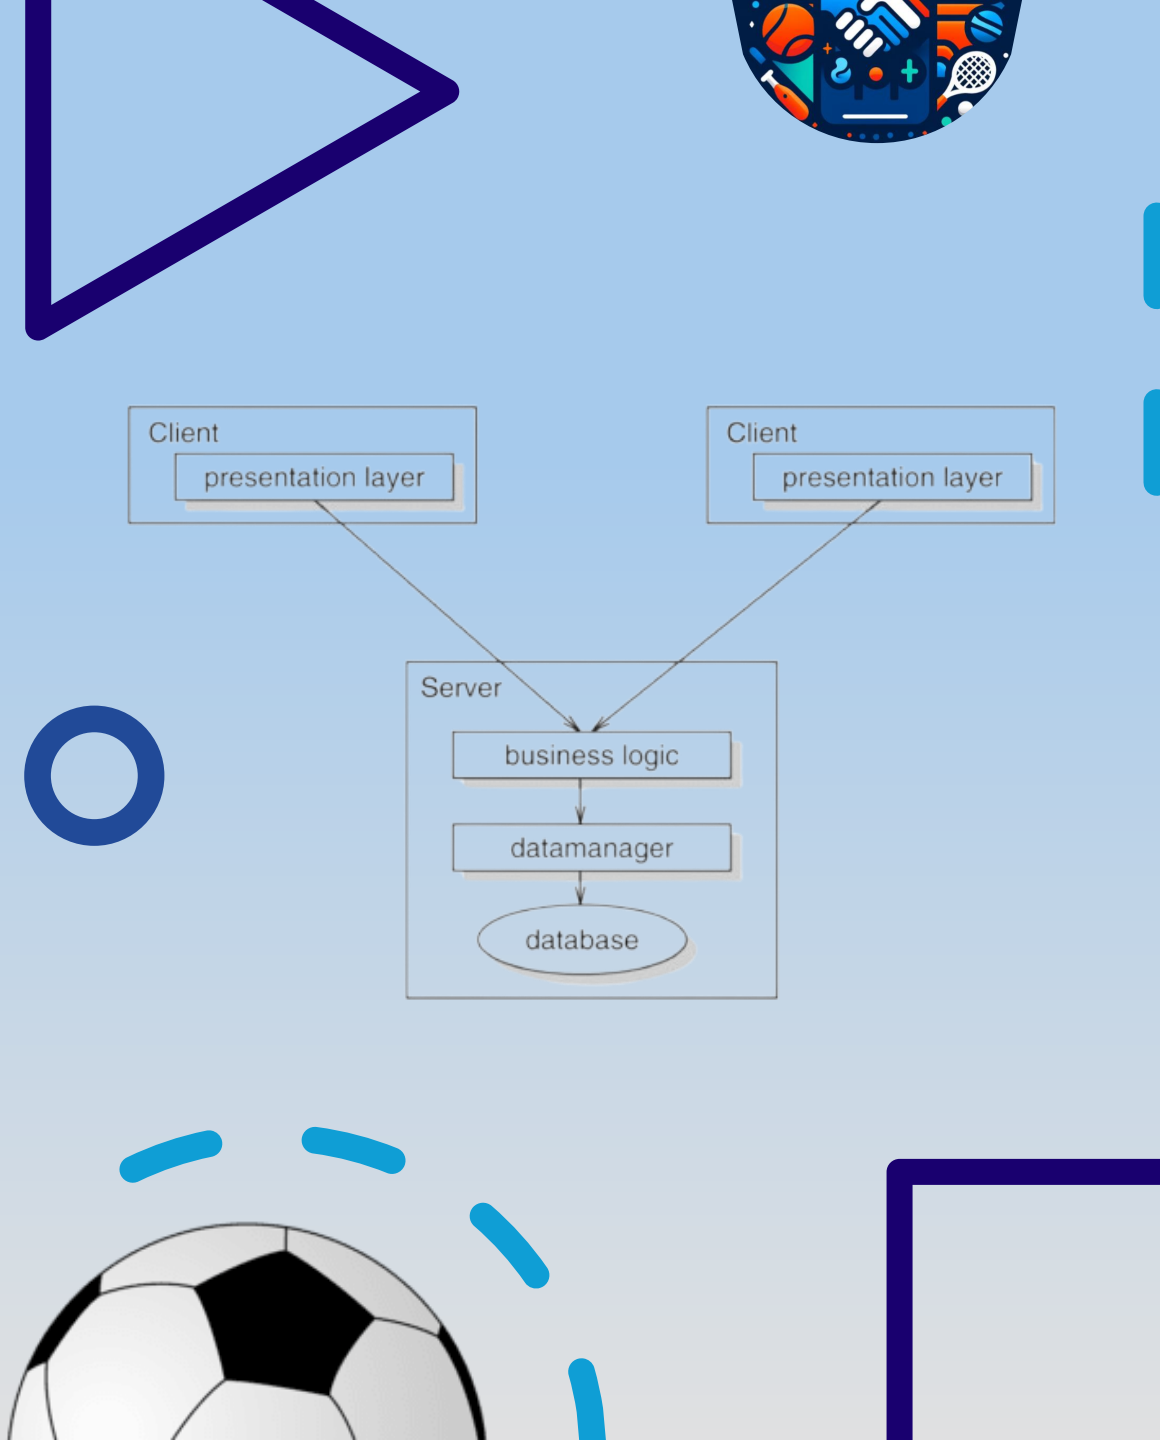 Client
presentation layer
Client
presentation layer
Server
business logic
datamanager
database